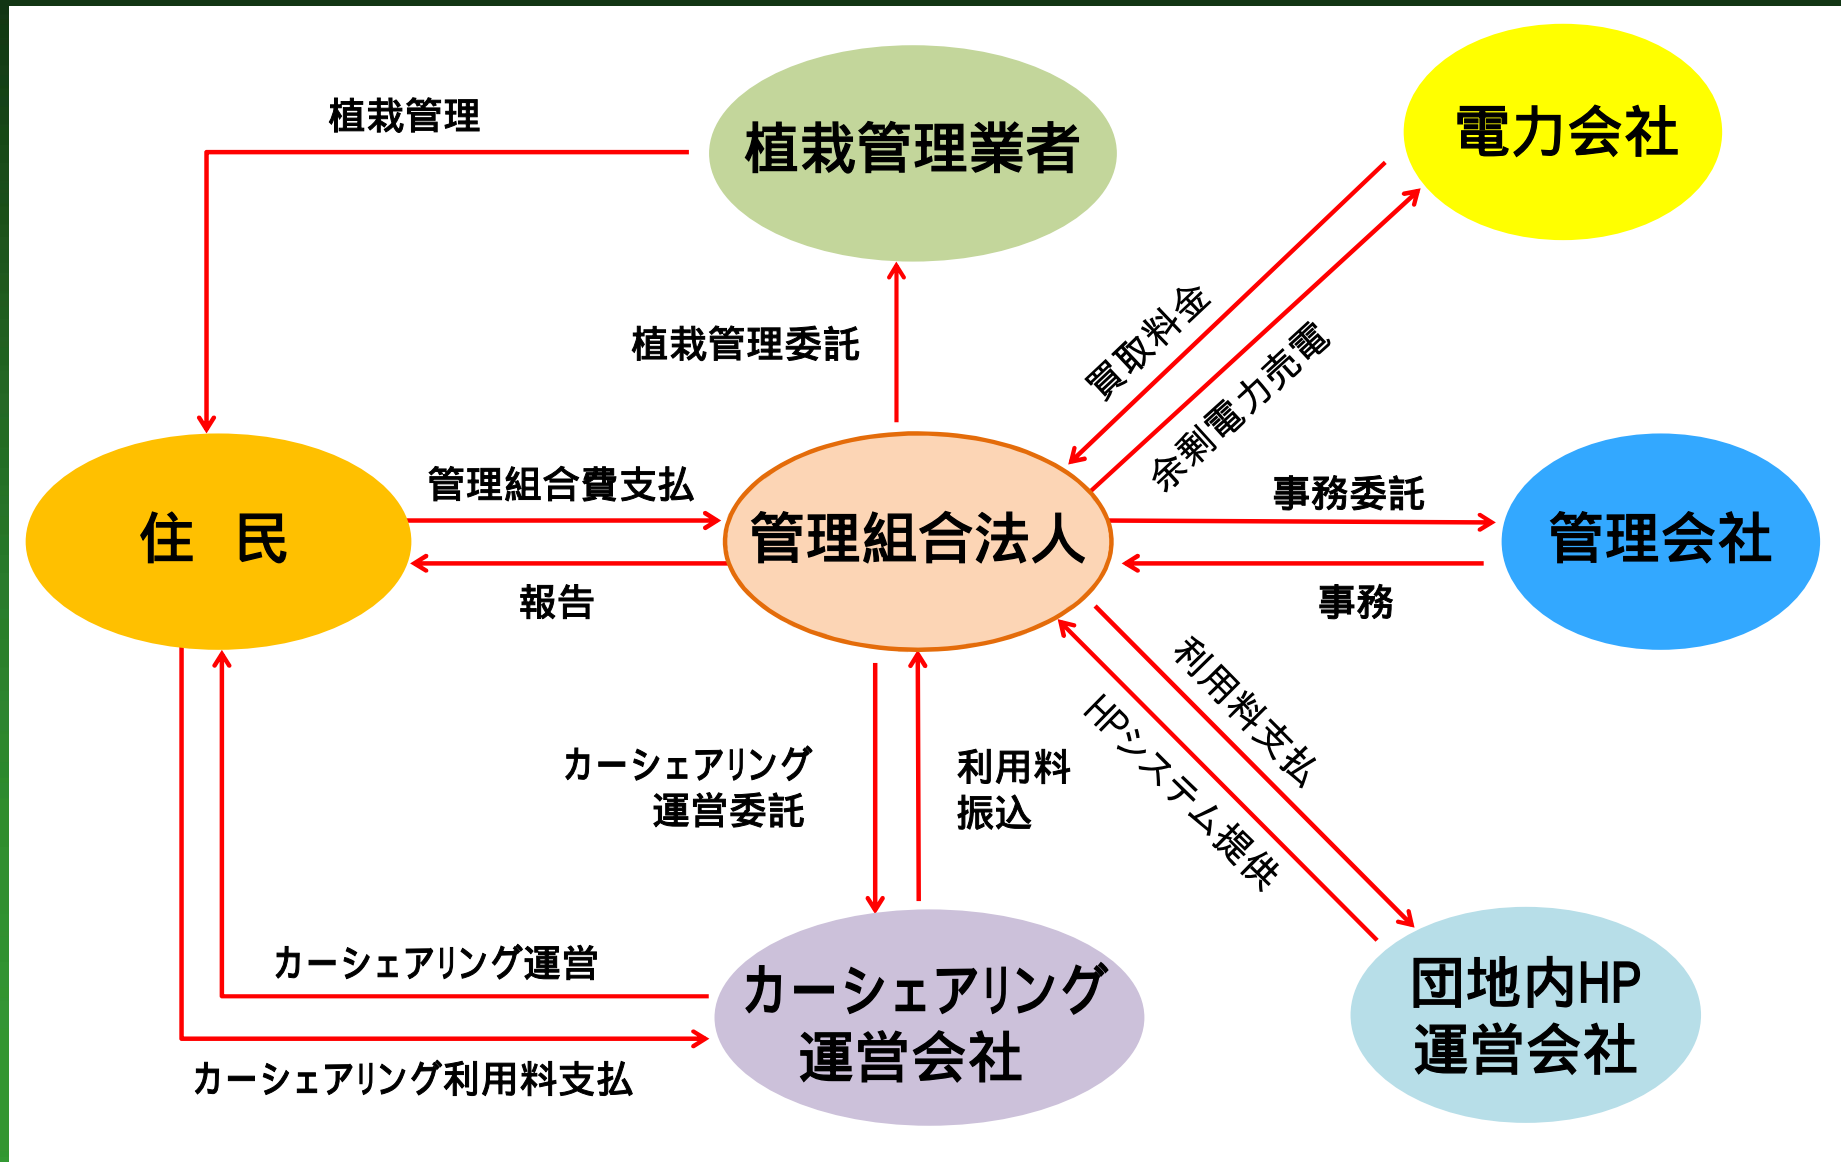 植栽管理
植栽管理業者
電力会社
植栽管理委託
買取料金
余剰電力売電
管理組合費支払
事務委託
住　民
管理組合法人
管理会社
報告
事務
カーシェアリング
運営委託
利用料
振込
利用料支払
HPシステム提供
カーシェアリング運営
カーシェアリング
運営会社
団地内HP
運営会社
カーシェアリング利用料支払